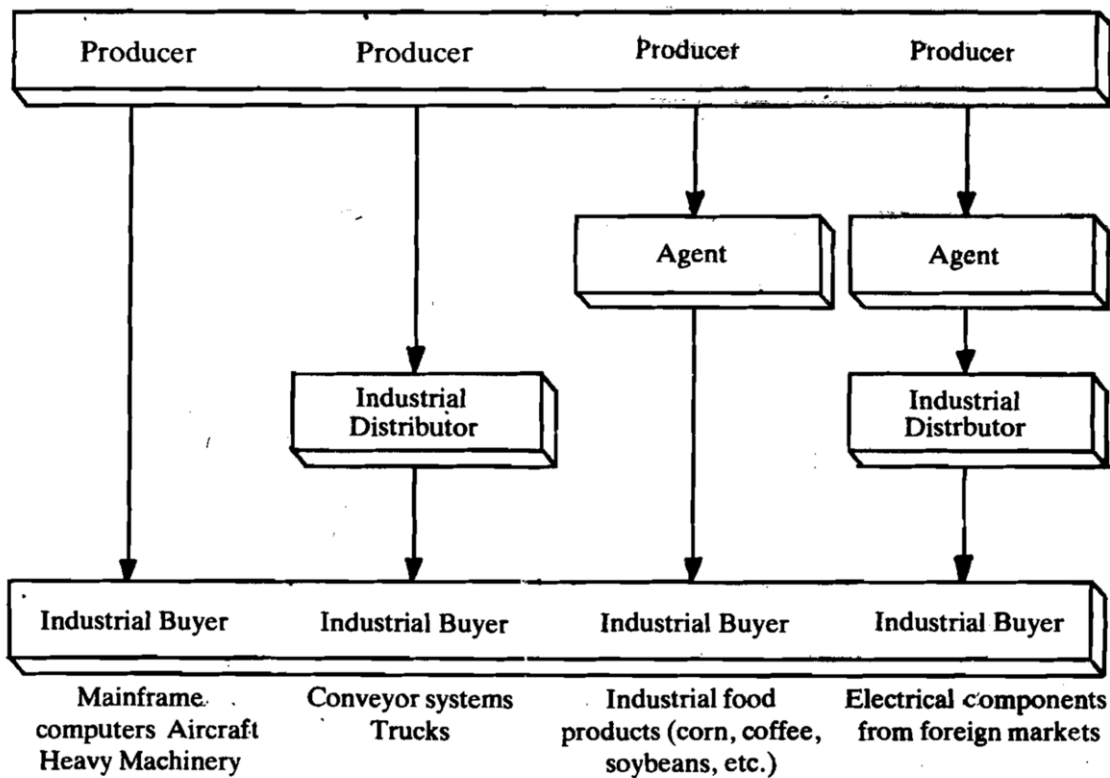 Producer Producer Producer Producer
Agent Agent
Industrial Industrial
Distributor Distrbutor
Industrial Buyer Industrial Buyer Industrial Buyer Industrial Buyer
Mainframe Conveyor systems Industrial food Electrical components
computers Aircraft Trucks products (corn, coffee, from foreign markets
Heavy Machinery soybeans, etc.)